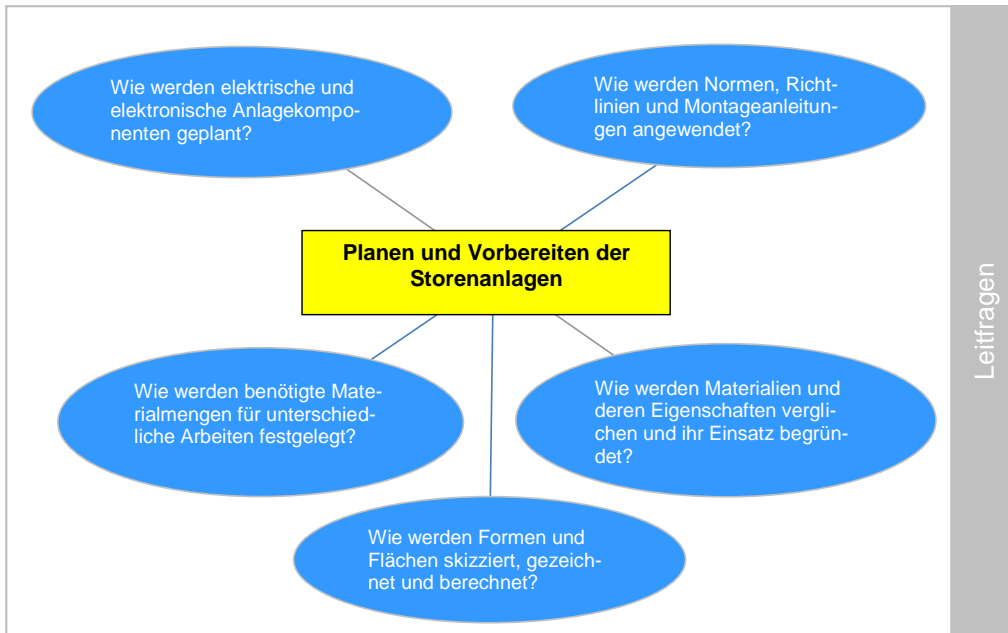 Wie werden elektrische und
elektronische Anlagekompo-
nenten geplant?
Wie werden Normen, Richt-
linien und Montageanleitun-
gen angewendet?
Planen und Vorbereiten der
Storenanlagen
Wie werden benötigte Mate-
rialmengen für unterschied-
liche Arbeiten festgelegt?
Wie werden Materialien und
deren Eigenschaften vergli-
chen und ihr Einsatz begrün-
det?
Wie werden Formen und
Flächen skizziert, gezeich-
net und berechnet?
Leitfragen